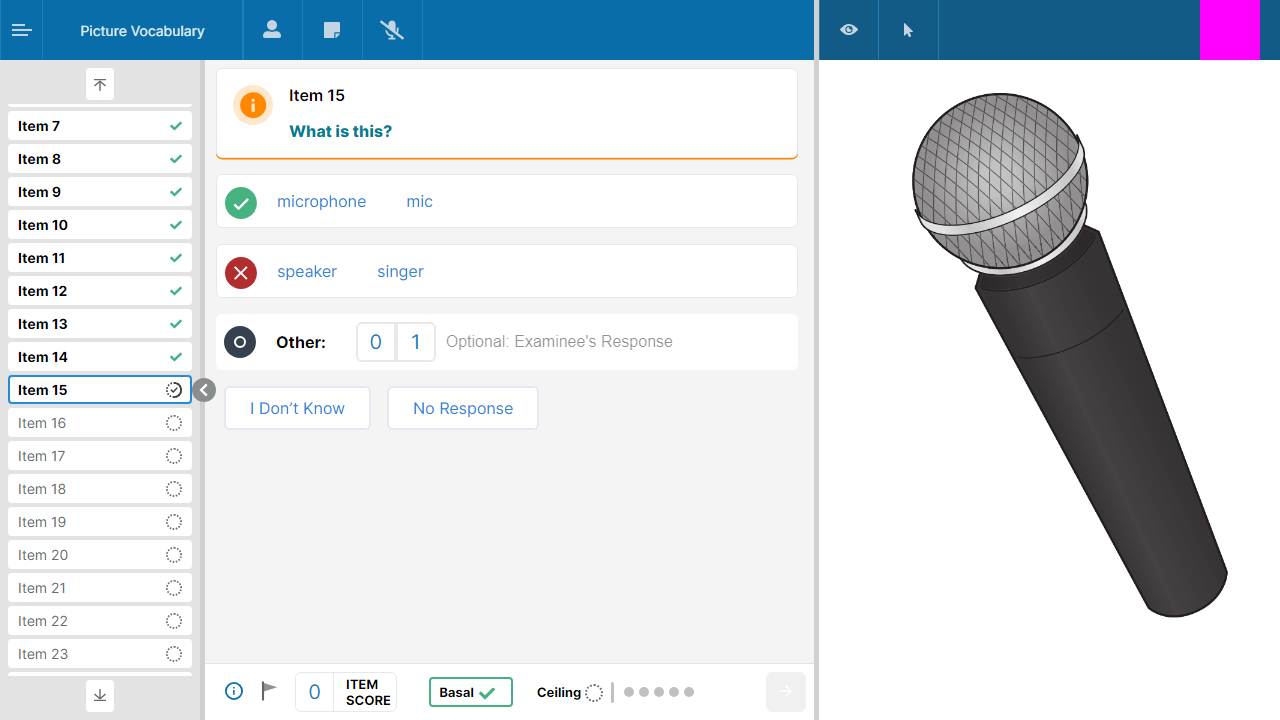 Picture Vocabulary
Item 7
Item 8
Item 9
Item 10
Item 11
Item 12
Item 13
Item 14
Item 15
Item 16
Item 17
Item 18
Item 19
Item 20
Item 21
Item 22
Item 23
Item 15
What is this?
microphone mic
speaker singer
Other: 0 1 Optional: Examinee's Response
I Don’t Know No Response
0 ITEM SCORE Basal Ceiling